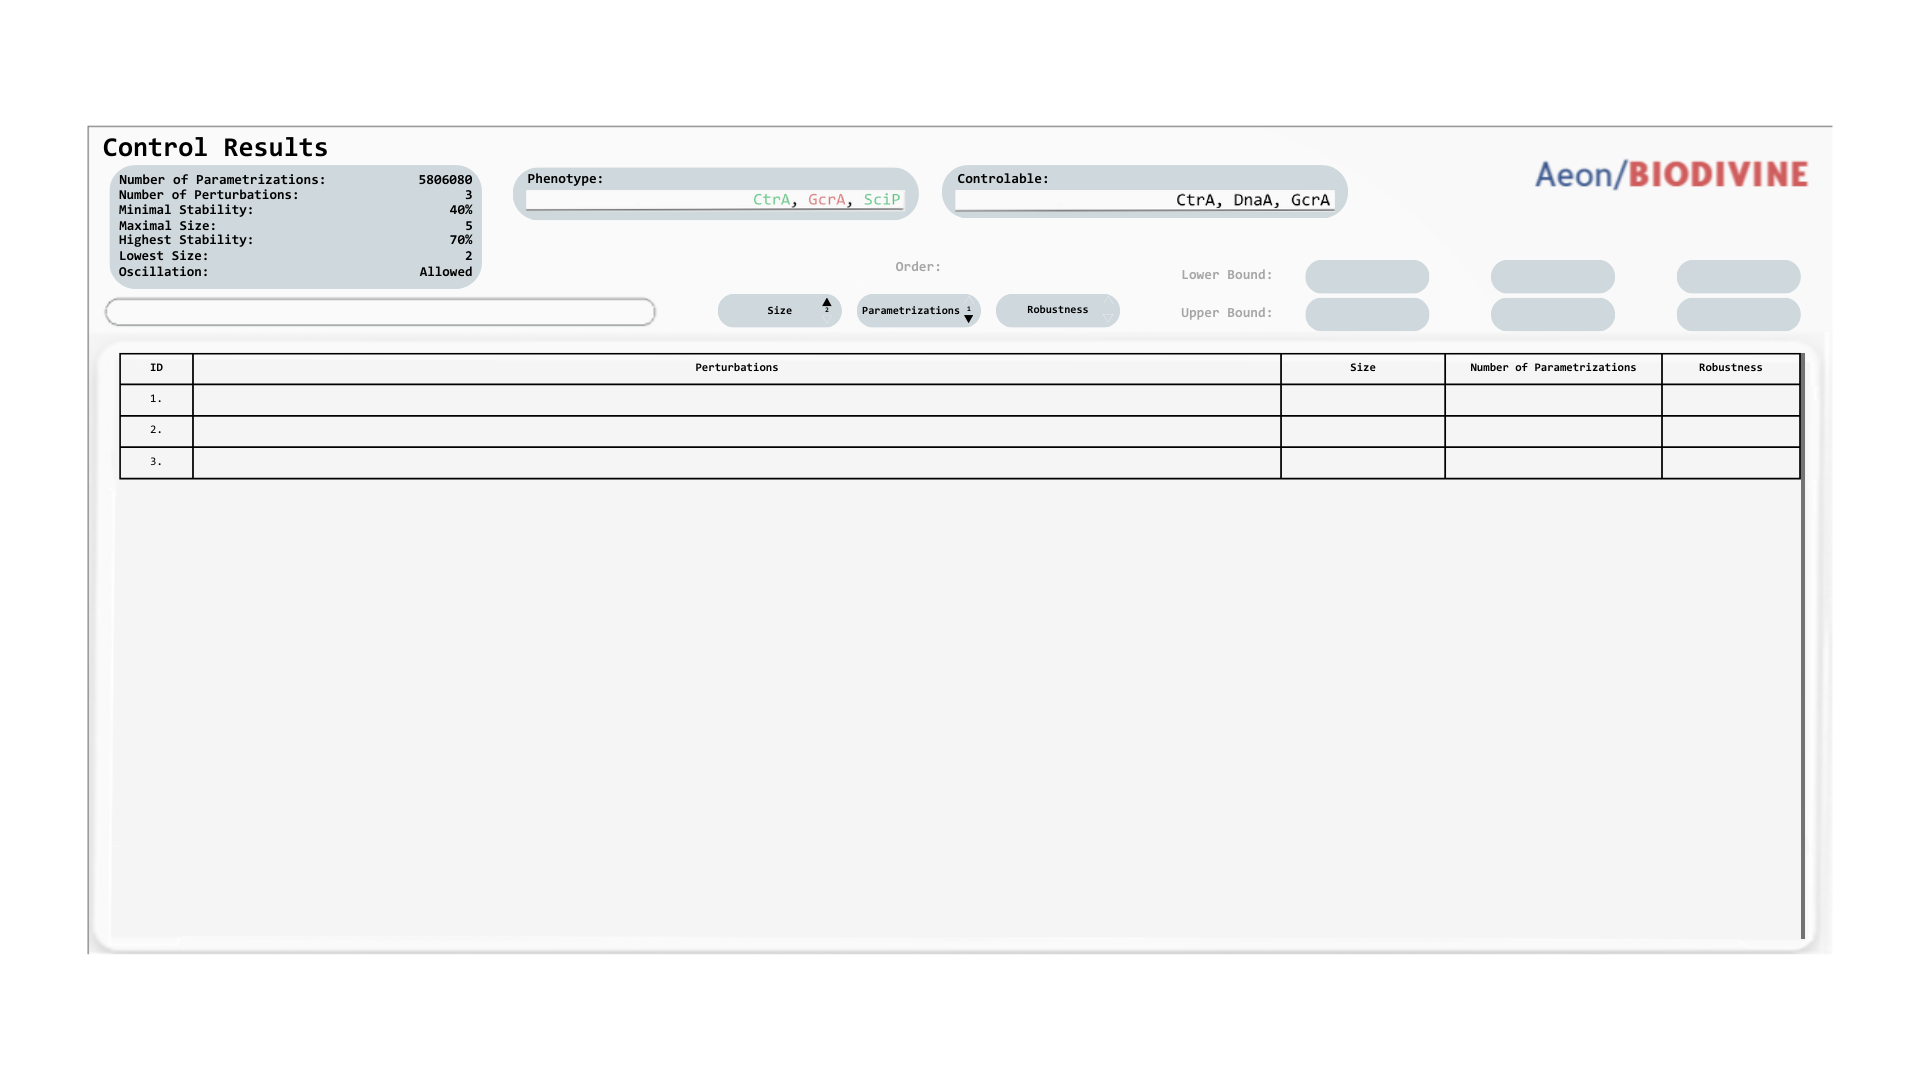 Control Results
Aeon/BIODIVINE
Number of Parametrizations: 5806080
Number of Perturbations: 3
Minimal Stability: 40%
Maximal Size: 5
Highest Stability: 70%
Lowest Size: 2
Oscillation: Allowed
Phenotype:
CtrA, GcrA, SciP
Controlable:
CtrA, DnaA, GcrA
Order:
Size 2 Parametrizations 1 Robustness
Lower Bound:
Upper Bound:
ID Perturbations Size Number of Parametrizations Robustness
1.
2.
3.